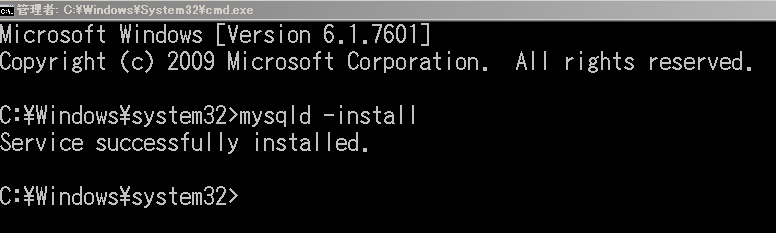 管理者: C:¥Windows¥System32¥cmd.exe
Microsoft Windows [Version 6.1.7601]
Copyright (c) 2009 Microsoft Corporation.  All rights reserved.
C:¥Windows¥system32>mysqld -install
Service successfully installed.
C:¥Windows¥system32>